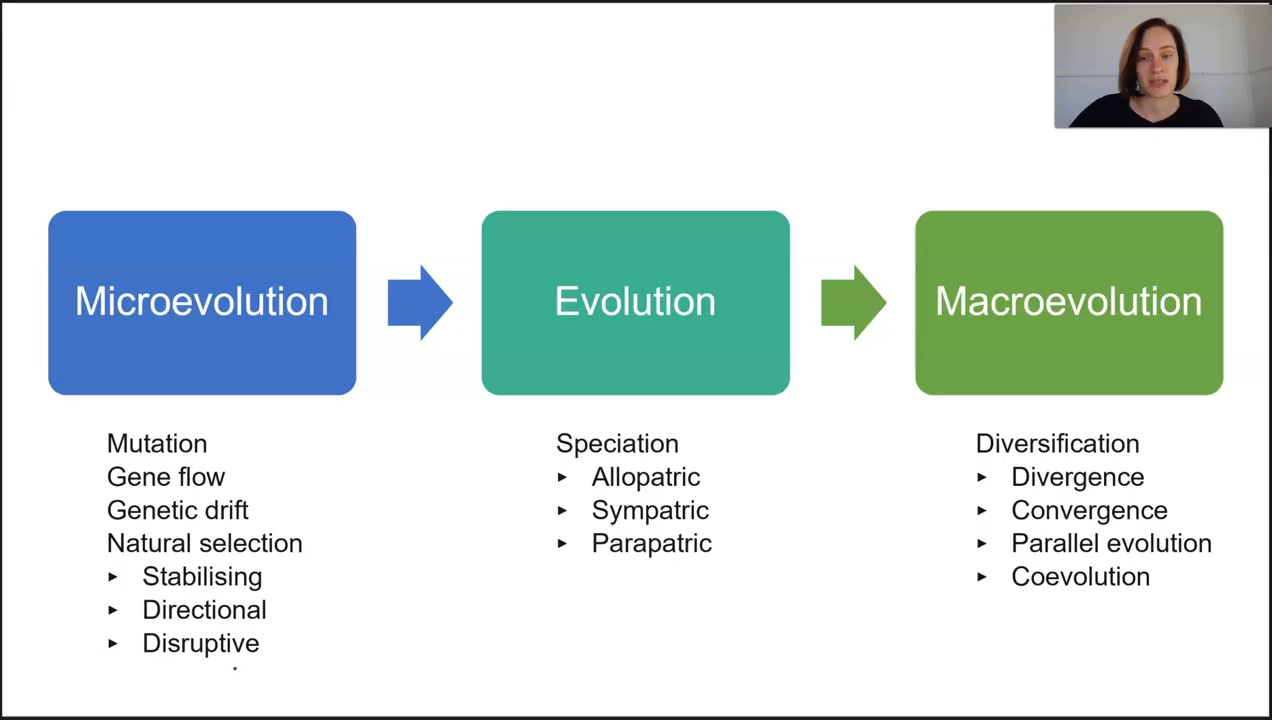 Microevolution
Evolution
Macroevolution
Mutation
Gene flow
Genetic drift
Natural selection
‣ Stabilising
‣ Directional
‣ Disruptive
Speciation
‣ Allopatric
‣ Sympatric
‣ Parapatric
Diversification
‣ Divergence
‣ Convergence
‣ Parallel evolution
‣ Coevolution